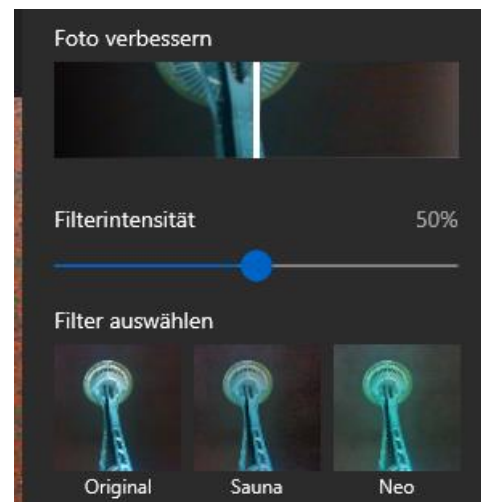 Foto verbessern
Filterintensität 50%
Filter auswählen
Original Sauna Neo